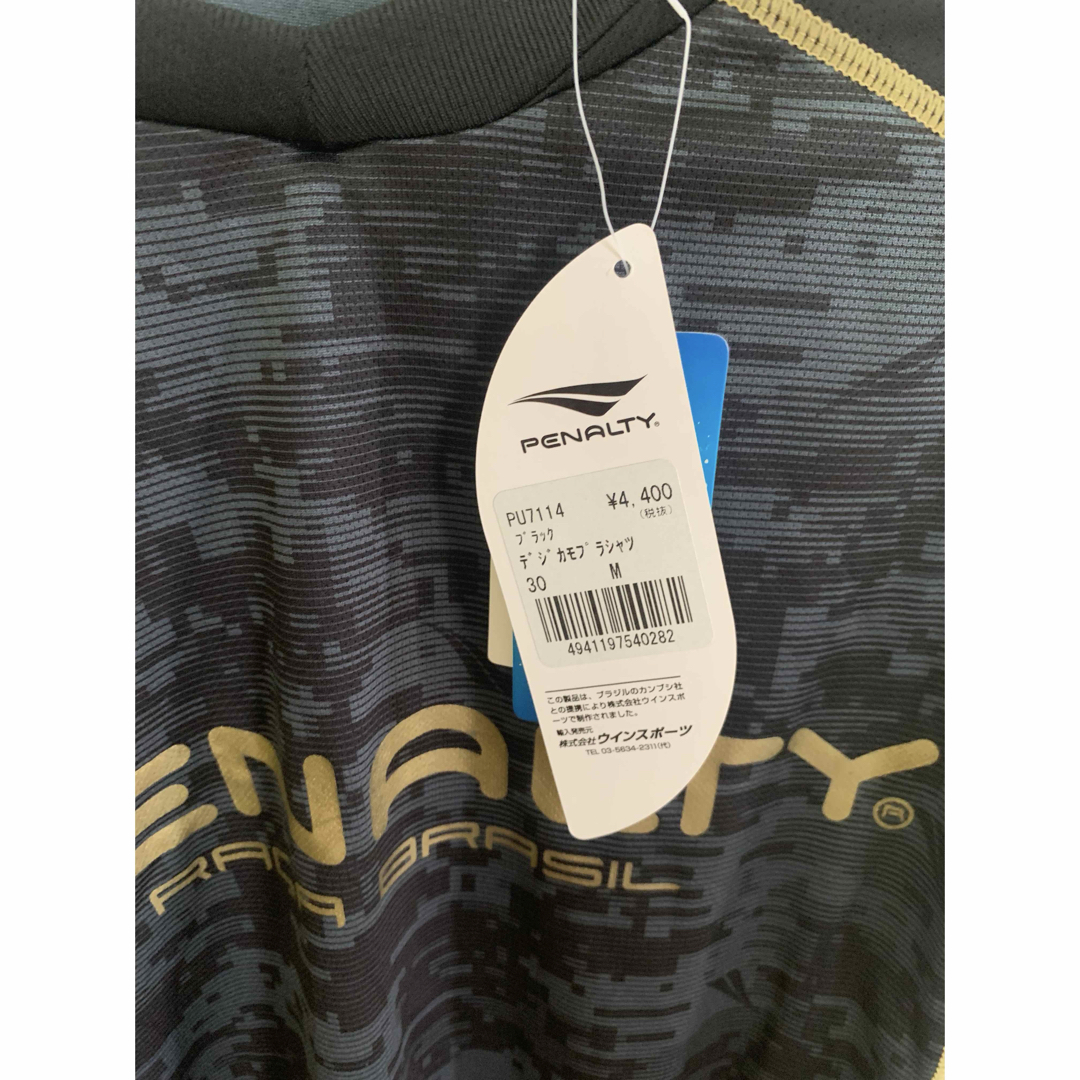 PENALTY®
PU7114 ¥4,400
(税抜)
ブラック
デジカモプラシャツ
30 M
4941197540282
この製品は、ブラジルのカンブシ社
との提携により株式会社ウインスポ
ーツで制作されました。
輸入発売元
株式会社ウインスポーツ
TEL 03-5634-2311(代)
ENALTY®
RAÇA BRASIL